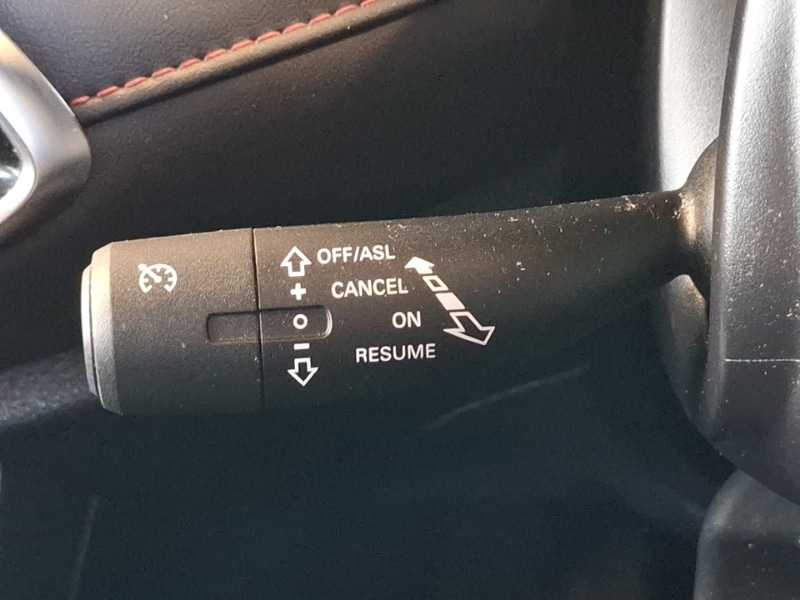 OFF/ASL
+ CANCEL
O ON
- RESUME